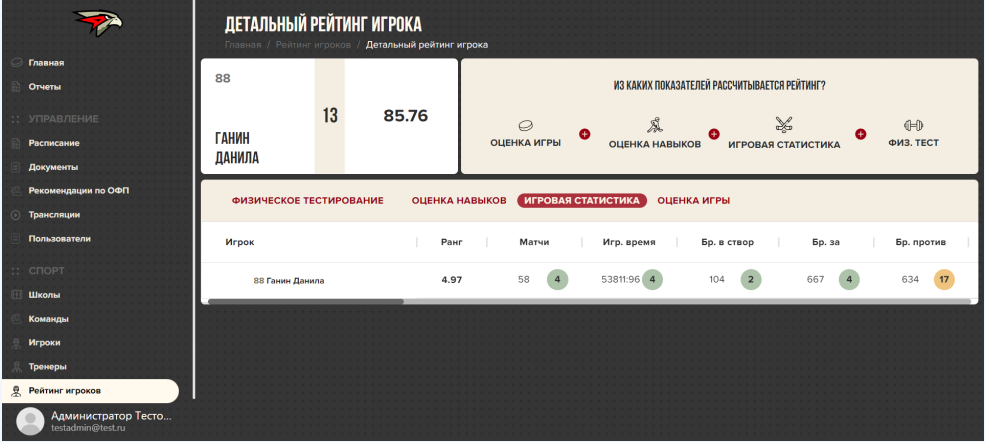 Главная
Отчеты
УПРАВЛЕНИЕ
Расписание
Документы
Рекомендации по ОФП
Трансляции
Пользователи
СПОРТ
Школы
Команды
Игроки
Тренеры
Рейтинг игроков
Администратор Тесто...
testadmin@test.ru
ДЕТАЛЬНЫЙ РЕЙТИНГ ИГРОКА
Главная / Рейтинг игроков / Детальный рейтинг игрока
88
ГАНИН
ДАНИЛА
13
85.76
ИЗ КАКИХ ПОКАЗАТЕЛЕЙ РАССЧИТЫВАЕТСЯ РЕЙТИНГ?
ОЦЕНКА ИГРЫ ОЦЕНКА НАВЫКОВ ИГРОВАЯ СТАТИСТИКА ФИЗ. ТЕСТ
ФИЗИЧЕСКОЕ ТЕСТИРОВАНИЕ ОЦЕНКА НАВЫКОВ ИГРОВАЯ СТАТИСТИКА ОЦЕНКА ИГРЫ
Игрок Ранг Матчи Игр. время Бр. в створ Бр. за Бр. против
88 Ганин Данила 4.97 58 4 53811:96 4 104 2 667 4 634 17